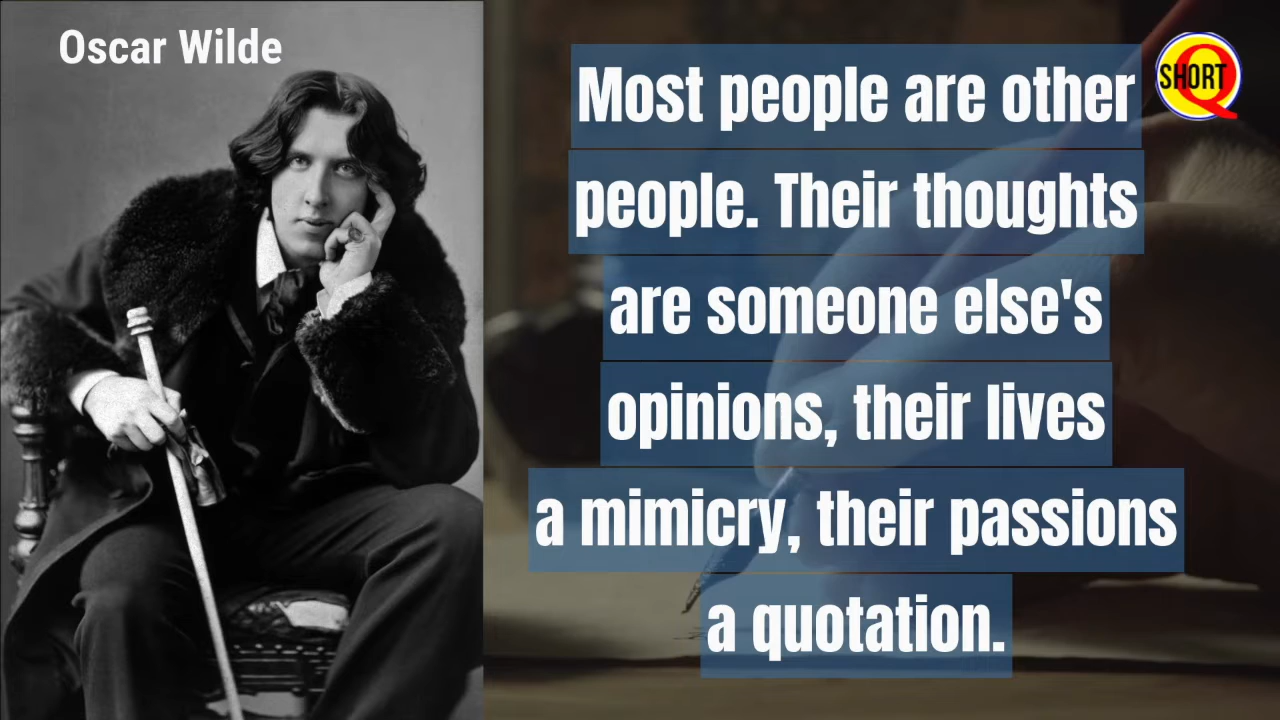 Oscar Wilde
Most people are other
people. Their thoughts
are someone else's
opinions, their lives
a mimicry, their passions
a quotation.
SHORT
Q